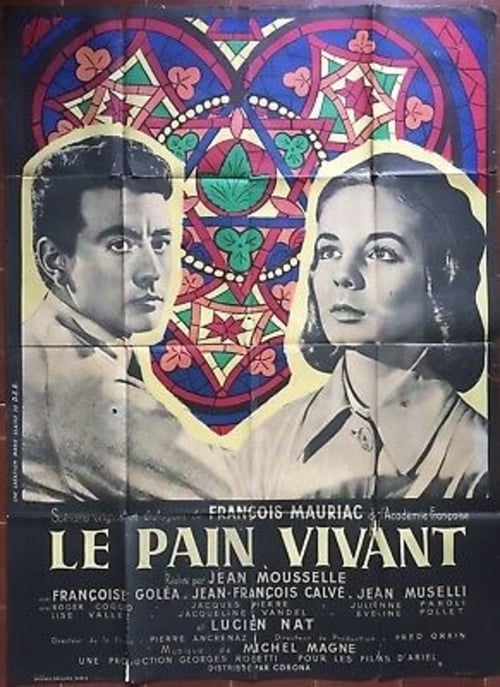 Scénario original et dialogues de FRANÇOIS MAURIAC de l'Académie Française
LE PAIN VIVANT
Réalisé par JEAN MOUSSELLE
avec FRANÇOISE GOLÉA, JEAN-FRANÇOIS CALVÉ, JEAN MUSELLI
ROGER COGGIO JACQUES PIERRE JULIENNE PAROLI
LISE VALLÉE JACQUELINE VANDEL EVELINE POLLET
et LUCIEN NAT
Directeur de la PIERRE ANCRENAZ Directeur de Production FRED ORAIN
Musique de MICHEL MAGNE
UNE PRODUCTION GEORGES ROSETTI POUR LES FILMS D'ARIEL
DISTRIBUÉ PAR CORONA
UNE CRÉATION